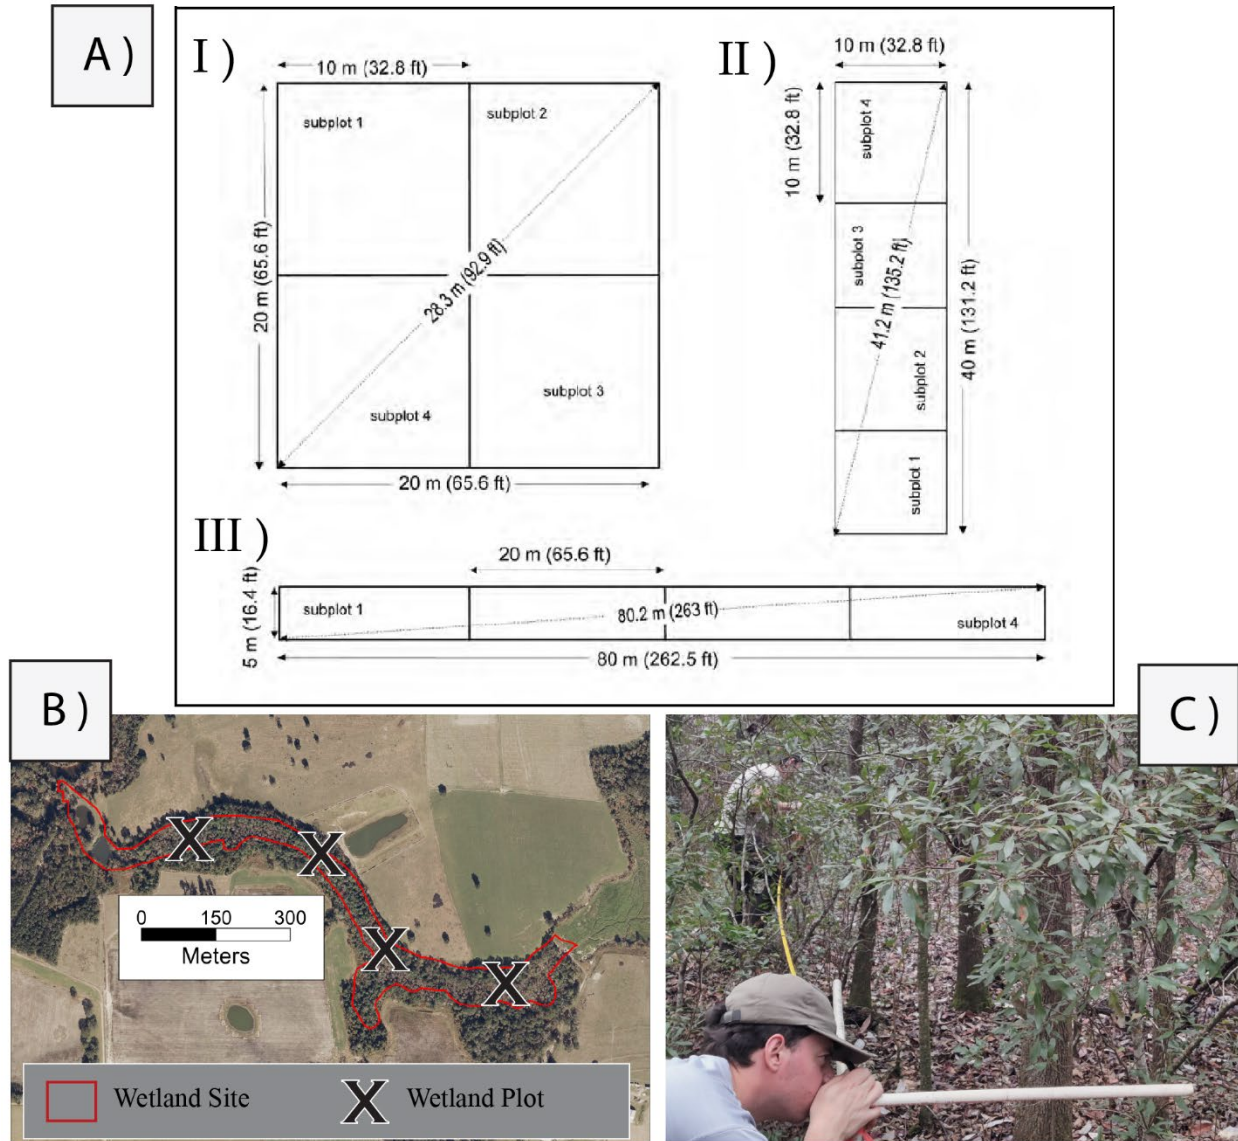 A )
I )
10 m (32.8 ft)
subplot 1
subplot 2
20 m (65.6 ft)
28.3 m (92.9 ft)
subplot 4
subplot 3
20 m (65.6 ft)
II )
10 m (32.8 ft)
10 m (32.8 ft)
subplot 4
subplot 3
41.2 m (135.2 ft)
40 m (131.2 ft)
subplot 2
subplot 1
III )
20 m (65.6 ft)
5 m (16.4 ft)
subplot 1
80.2 m (263 ft)
subplot 4
80 m (262.5 ft)
B )
0 150 300
Meters
Wetland Site
X Wetland Plot
C )